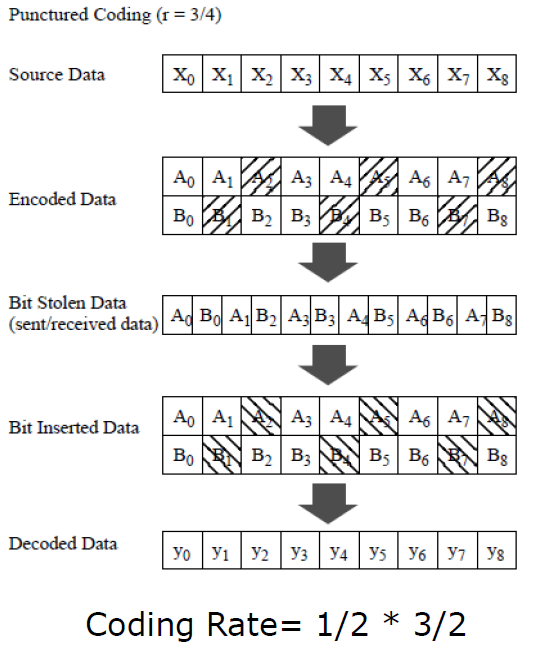 Punctured Coding (r = 3/4)
Source Data
X0 X1 X2 X3 X4 X5 X6 X7 X8
Encoded Data
A0 A1 A2 A3 A4 A5 A6 A7 A8
B0 B1 B2 B3 B4 B5 B6 B7 B8
Bit Stolen Data
(sent/received data)
A0 B0 A1 B2 A3 B3 A4 B5 A6 B6 A7 B8
Bit Inserted Data
A0 A1 A2 A3 A4 A5 A6 A7 A8
B0 B1 B2 B3 B4 B5 B6 B7 B8
Decoded Data
y0 y1 y2 y3 y4 y5 y6 y7 y8
Coding Rate= 1/2 * 3/2